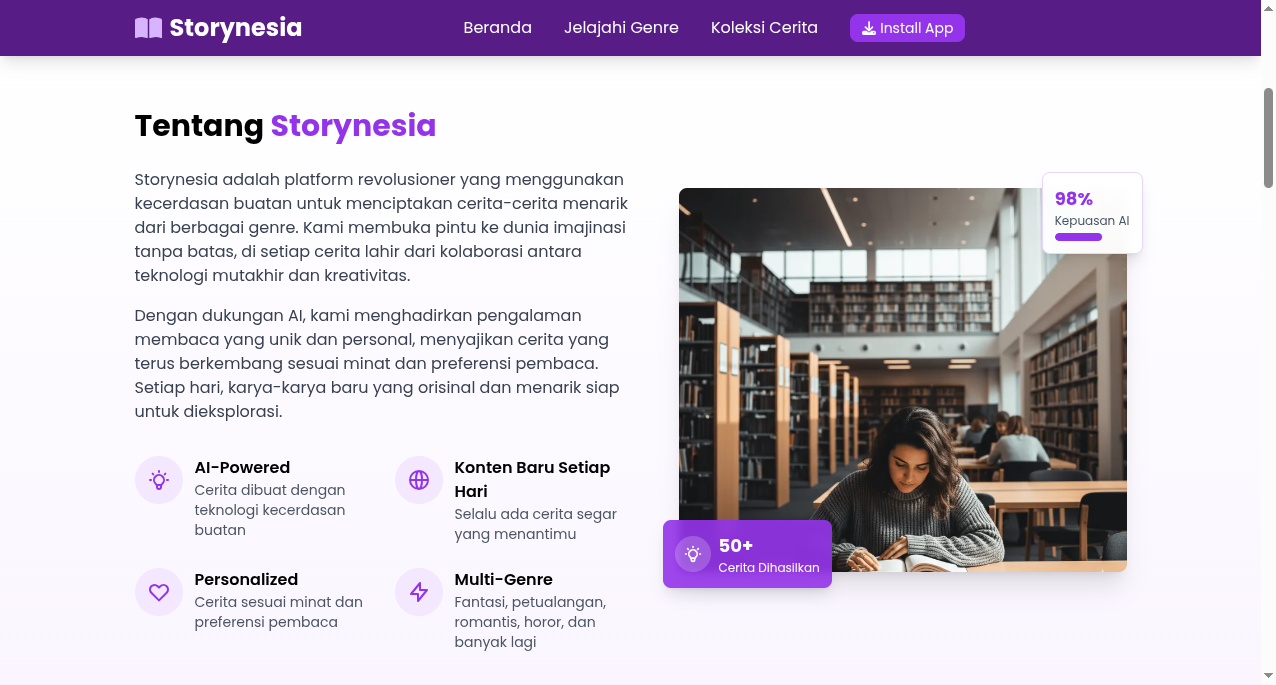 Storynesia
Beranda
Jelajahi Genre
Koleksi Cerita
Install App
Tentang Storynesia
Storynesia adalah platform revolusioner yang menggunakan
kecerdasan buatan untuk menciptakan cerita-cerita menarik
dari berbagai genre. Kami membuka pintu ke dunia imajinasi
tanpa batas, di setiap cerita lahir dari kolaborasi antara
teknologi mutakhir dan kreativitas.
Dengan dukungan AI, kami menghadirkan pengalaman
membaca yang unik dan personal, menyajikan cerita yang
terus berkembang sesuai minat dan preferensi pembaca.
Setiap hari, karya-karya baru yang orisinal dan menarik siap
untuk dieksplorasi.
AI-Powered
Cerita dibuat dengan
teknologi kecerdasan
buatan
Konten Baru Setiap
Hari
Selalu ada cerita segar
yang menantimu
Personalized
Cerita sesuai minat dan
preferensi pembaca
Multi-Genre
Fantasi, petualangan,
romantis, horor, dan
banyak lagi
98%
Kepuasan AI
50+
Cerita Dihasilkan